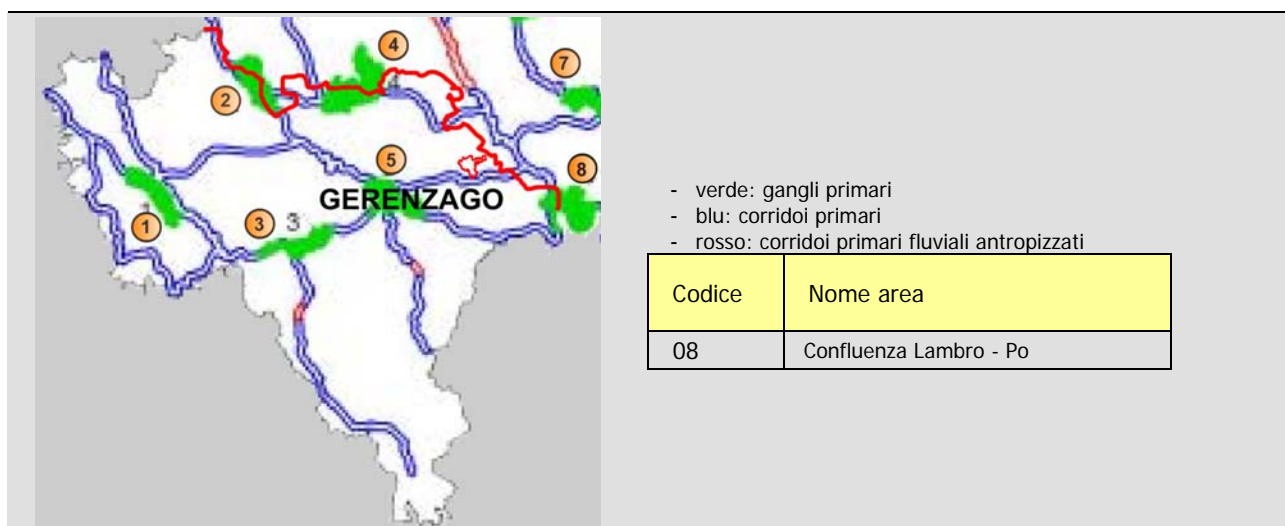 4
7
2
5
8
GERENZAGO
1
3 3
- verde: gangli primari
- blu: corridoi primari
- rosso: corridoi primari fluviali antropizzati
Codice Nome area
08 Confluenza Lambro - Po